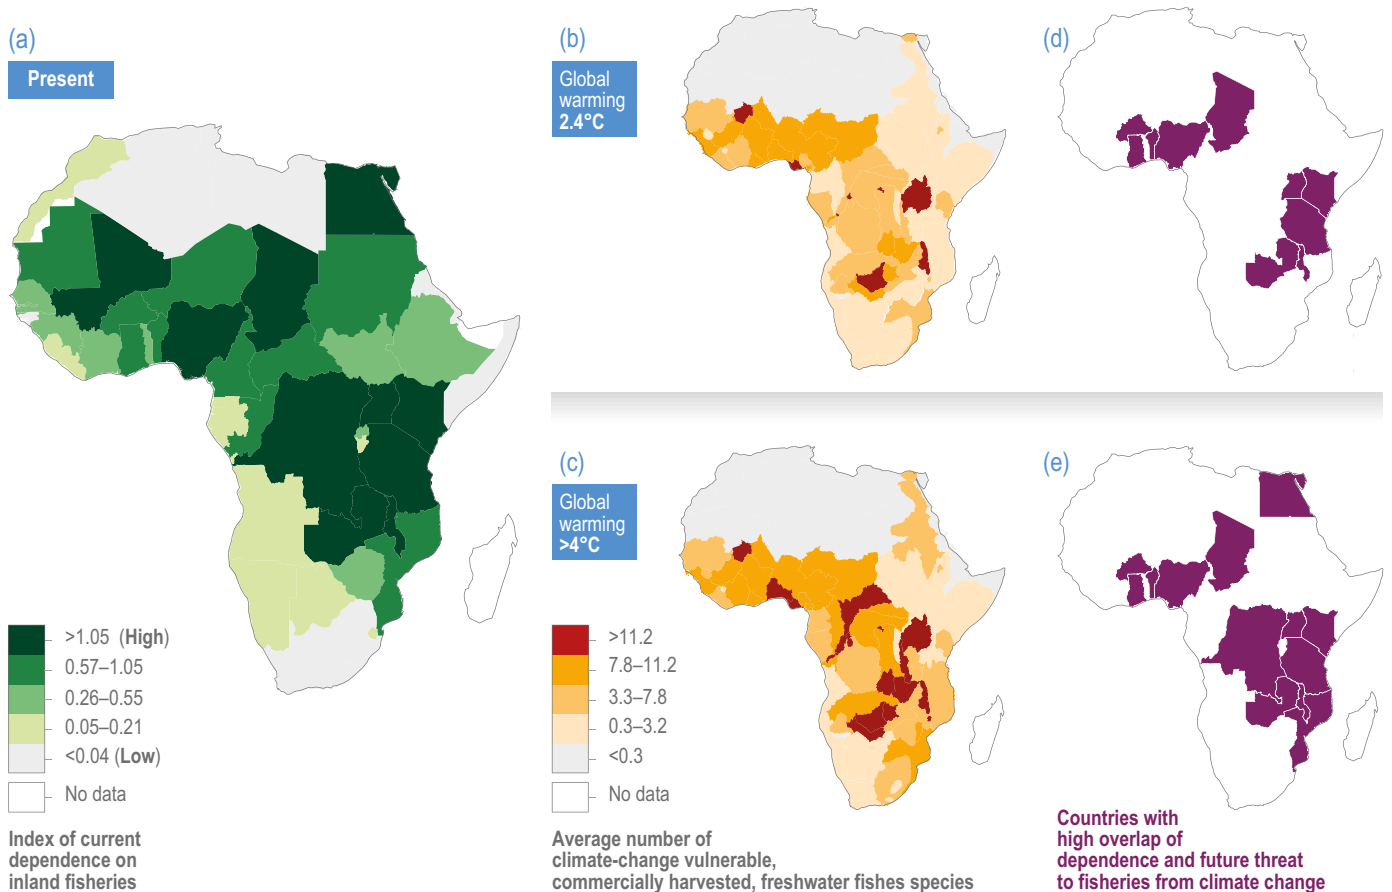 (a)
Present
>1.05 (High)
0.57–1.05
0.26–0.55
0.05–0.21
<0.04 (Low)
No data
Index of current
dependence on
inland fisheries
(b)
Global
warming
2.4°C
(c)
Global
warming
>4°C
>11.2
7.8–11.2
3.3–7.8
0.3–3.2
<0.3
No data
Average number of
climate-change vulnerable,
commercially harvested, freshwater fishes species
(d)
(e)
Countries with
high overlap of
dependence and future threat
to fisheries from climate change